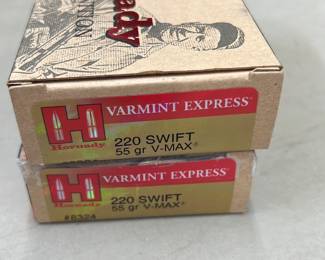 VARMINT EXPRESS
H
Hornady
220 SWIFT
55 gr V-MAX®
VARMINT EXPRESS
H
Hornady
220 SWIFT
55 gr V-MAX®
#8324